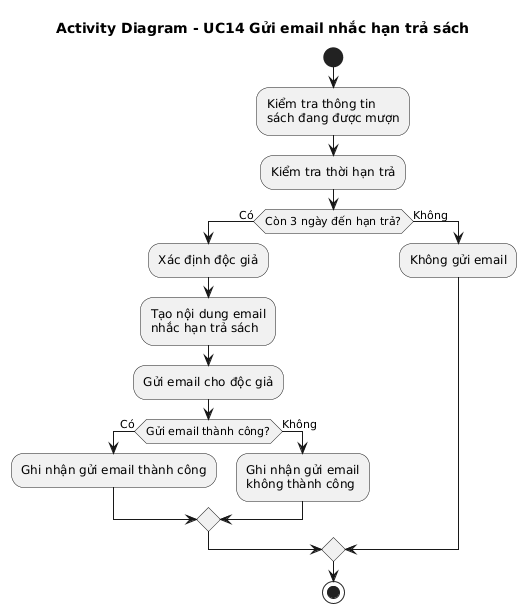 Activity Diagram - UC14 Gửi email nhắc hạn trả sách
Kiểm tra thông tin
sách đang được mượn
Kiểm tra thời hạn trả
Có
Còn 3 ngày đến hạn trả?
Không
Xác định độc giả
Không gửi email
Tạo nội dung email
nhắc hạn trả sách
Gửi email cho độc giả
Có
Gửi email thành công?
Không
Ghi nhận gửi email thành công
Ghi nhận gửi email
không thành công